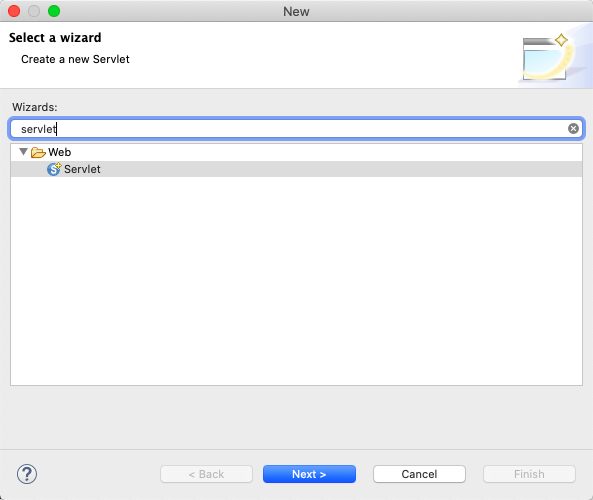 New
Select a wizard
Create a new Servlet
Wizards:
servlet
Web
S Servlet
?
< Back
Next >
Cancel
Finish